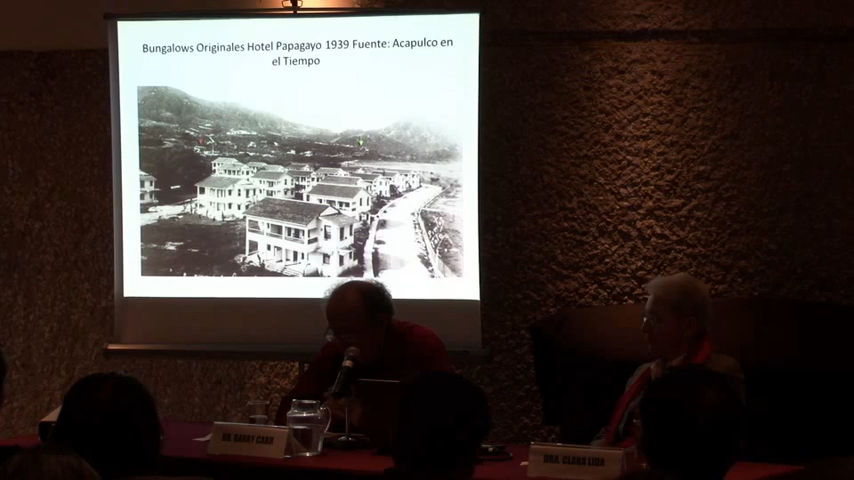 Bungalows Originales Hotel Papagayo 1939 Fuente: Acapulco en
el Tiempo
DR. BARRY CARR
DRA. CLARA LIDA